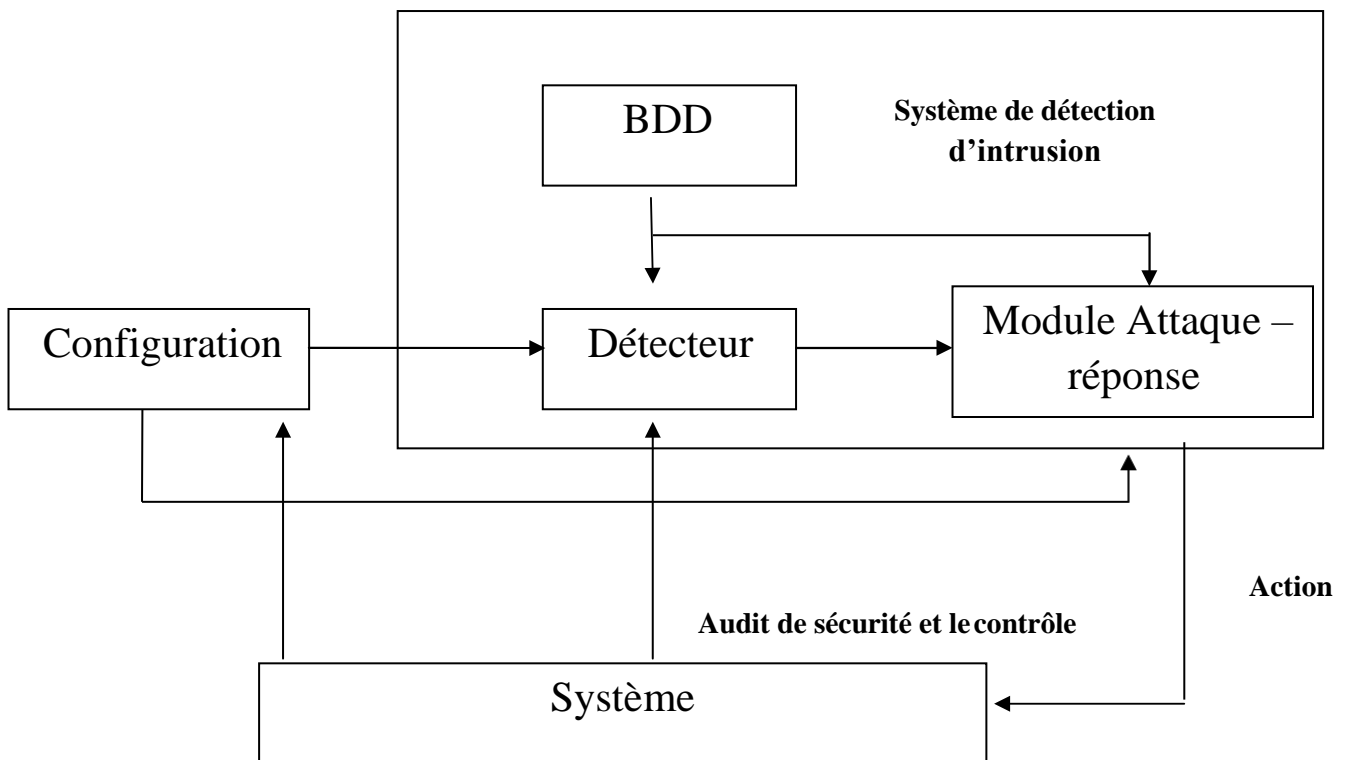 BDD
Système de détection
d’intrusion
Configuration
Détecteur
Module Attaque –
réponse
Action
Audit de sécurité et le contrôle
Système